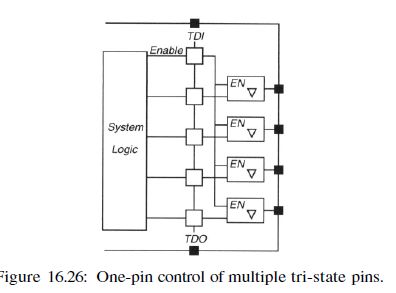 TDI
Enable
EN
System
EN
Logic
EN
EN
TDO
Figure 16.26: One-pin control of multiple tri-state pins.